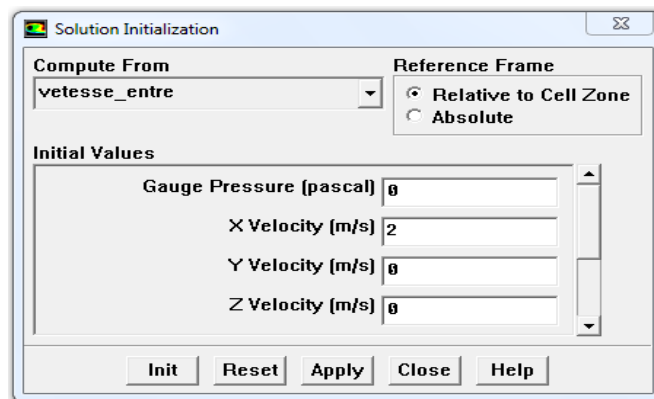 Solution Initialization
Compute From
vetesse_entre
Reference Frame
Relative to Cell Zone
Absolute
Initial Values
Gauge Pressure (pascal) 0
X Velocity (m/s) 2
Y Velocity (m/s) 0
Z Velocity (m/s) 0
Init Reset Apply Close Help